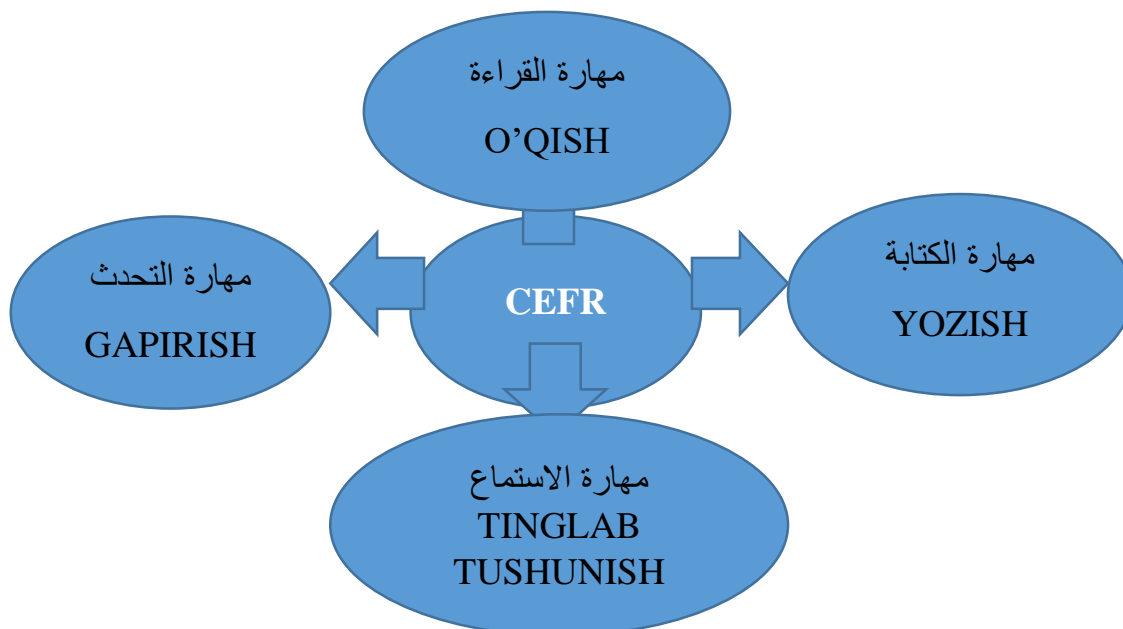 مهارة القراءة
O’QISH
مهارة التحدث
GAPIRISH
CEFR
مهارة الكتابة
YOZISH
مهارة الاستماع
TINGLAB
TUSHUNISH